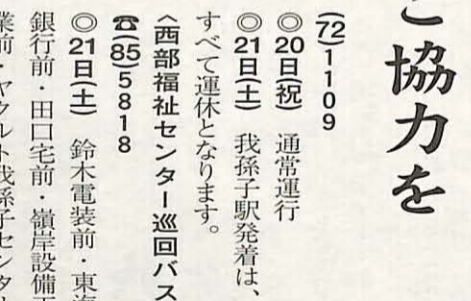 ご協力を
(72)1109
◎20日(祝) 通常運行
◎21日(土) 我孫子駅発着は、
すべて運休となります。
〈西部福祉センター巡回バス
☎(85)5818
◎21日(土) 鈴木電装前・東海
銀行前・田口宅前・嶺岸設備
業前・ヤクルト我孫子センタ